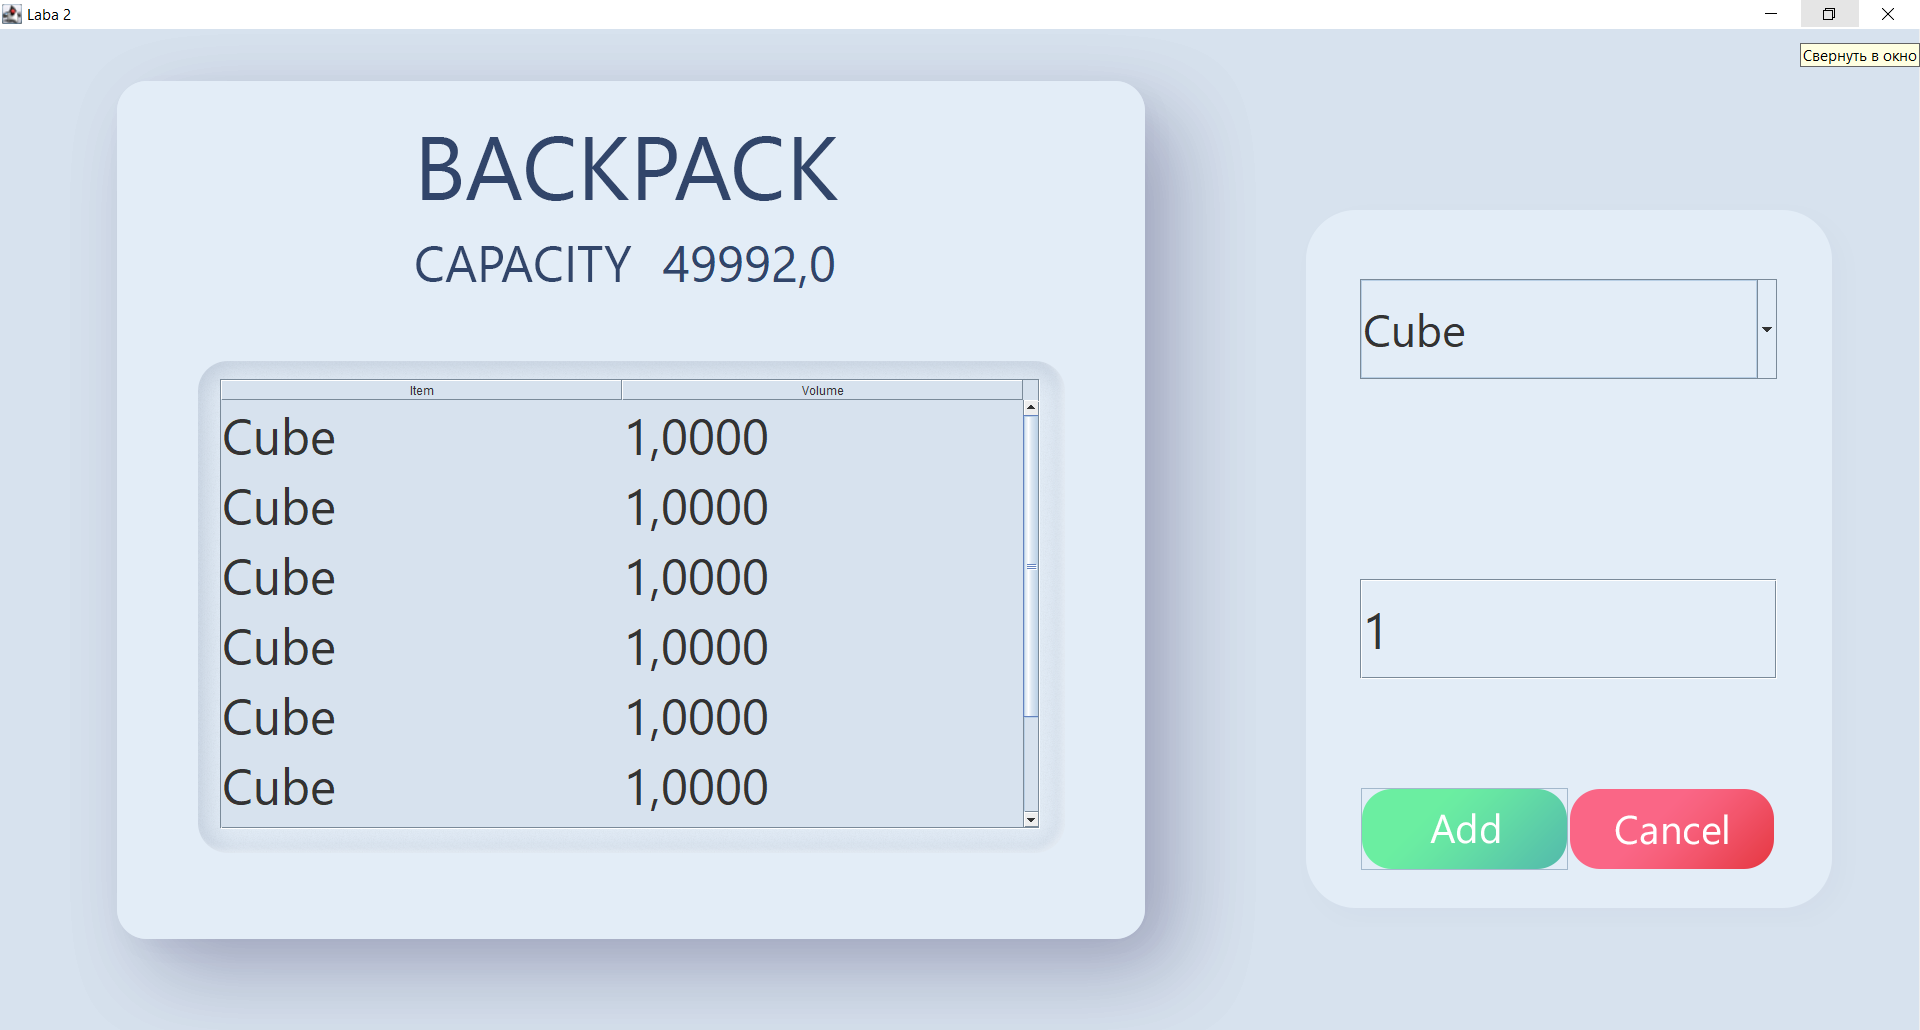 Laba 2
Свернуть в окно
BACKPACK
CAPACITY 49992,0
Item Volume
Cube 1,0000
Cube 1,0000
Cube 1,0000
Cube 1,0000
Cube 1,0000
Cube 1,0000
Cube
1
Add Cancel